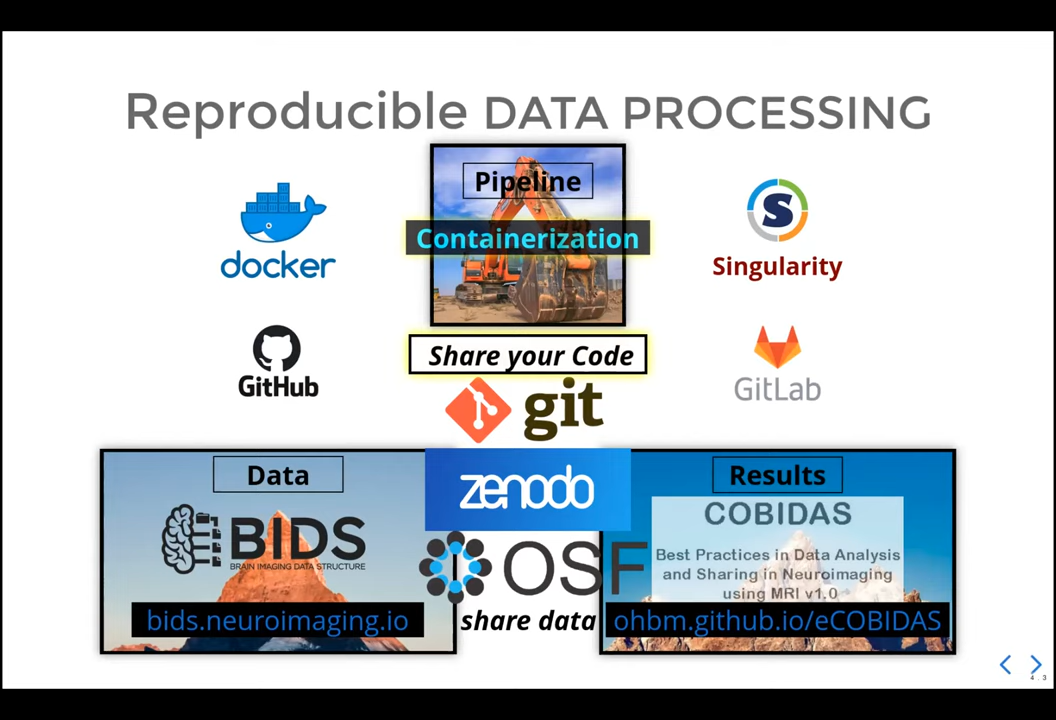 Reproducible DATA PROCESSING
Pipeline
Containerization
docker
Singularity
Share your Code
GitHub
GitLab
git
Data
zenodo
Results
BIDS
BRAIN IMAGING DATA STRUCTURE
bids.neuroimaging.io
OSF
share data
COBIDAS
Best Practices in Data Analysis
and Sharing in Neuroimaging
using MRI v1.0
ohbm.github.io/eCOBIDAS
4.3